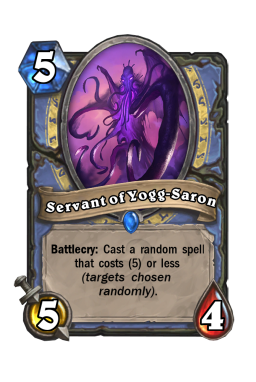 5
Servant of Yogg-Saron
Battlecry: Cast a random spell
that costs (5) or less
(targets chosen
randomly).
5
4